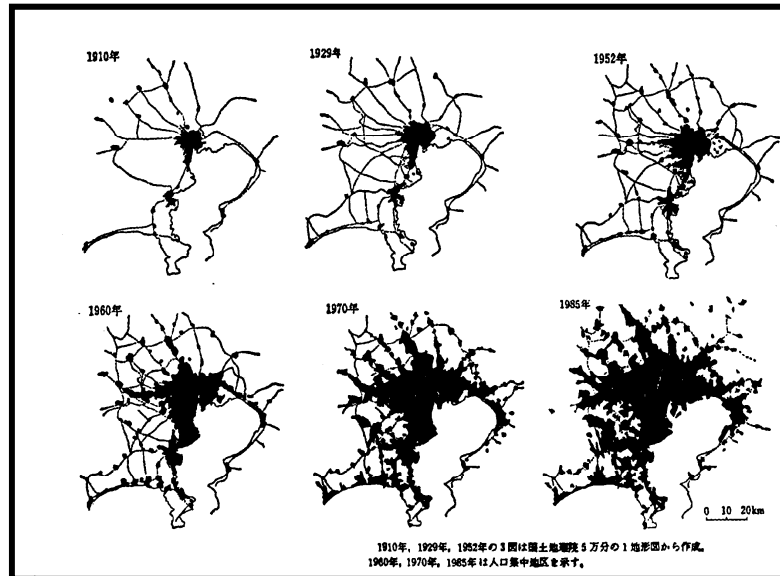 1910年
1929年
1952年
1960年
1970年
1985年
0 10 20km
1910年，1929年，1952年の3図は国土地理院5万分の1地形図から作成。
1960年，1970年，1985年は人口集中地区を示す。